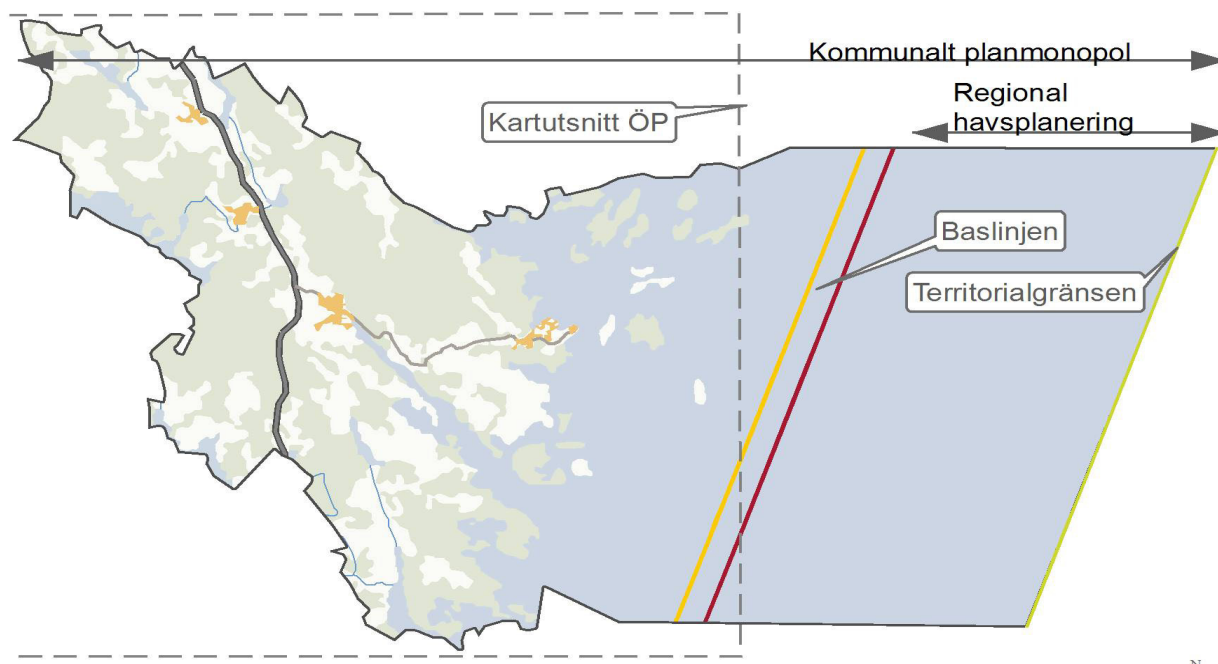 Kommunalt planmonopol
Regional
havsplanering
Kartutsnitt ÖP
Baslinjen
Territorialgränsen
N